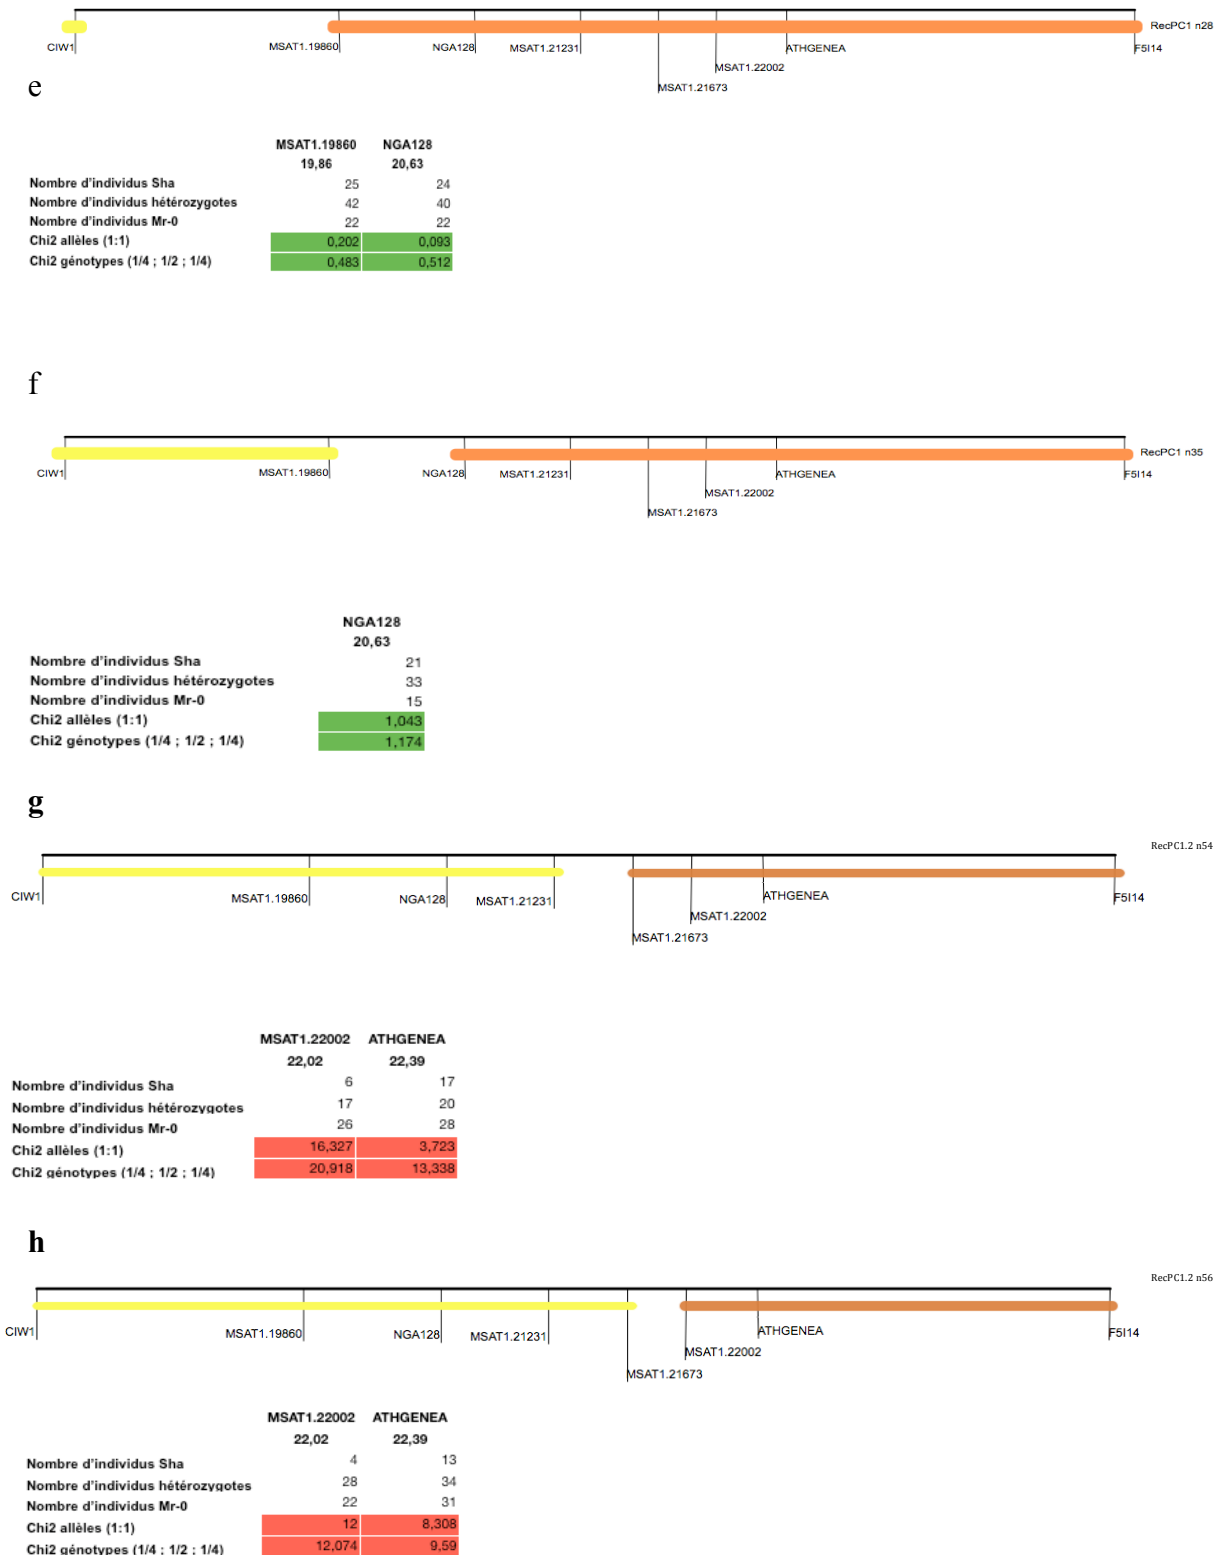 RecPC1 n28
CIW1 MSAT1.19860 NGA128 MSAT1.21231 ATHGENEA F5I14
MSAT1.22002
MSAT1.21673
e
MSAT1.19860 NGA128
19,86 20,63
Nombre d'individus Sha 25 24
Nombre d'individus hétérozygotes 42 40
Nombre d'individus Mr-0 22 22
Chi2 allèles (1:1) 0,202 0,093
Chi2 génotypes (1/4 ; 1/2 ; 1/4) 0,483 0,512
f
RecPC1 n35
CIW1 MSAT1.19860 NGA128 MSAT1.21231 ATHGENEA F5I14
MSAT1.22002
MSAT1.21673
NGA128
20,63
Nombre d'individus Sha 21
Nombre d'individus hétérozygotes 33
Nombre d'individus Mr-0 15
Chi2 allèles (1:1) 1,043
Chi2 génotypes (1/4 ; 1/2 ; 1/4) 1,174
g
RecPC1.2 n54
CIW1 MSAT1.19860 NGA128 MSAT1.21231 ATHGENEA F5I14
MSAT1.22002
MSAT1.21673
MSAT1.22002 ATHGENEA
22,02 22,39
Nombre d'individus Sha 6 17
Nombre d'individus hétérozygotes 17 20
Nombre d'individus Mr-0 26 28
Chi2 allèles (1:1) 16,327 3,723
Chi2 génotypes (1/4 ; 1/2 ; 1/4) 20,918 13,338
h
RecPC1.2 n56
CIW1 MSAT1.19860 NGA128 MSAT1.21231 ATHGENEA F5I14
MSAT1.22002
MSAT1.21673
MSAT1.22002 ATHGENEA
22,02 22,39
Nombre d'individus Sha 4 13
Nombre d'individus hétérozygotes 28 34
Nombre d'individus Mr-0 22 31
Chi2 allèles (1:1) 12 8,308
Chi2 génotypes (1/4 ; 1/2 ; 1/4) 12,074 9,59